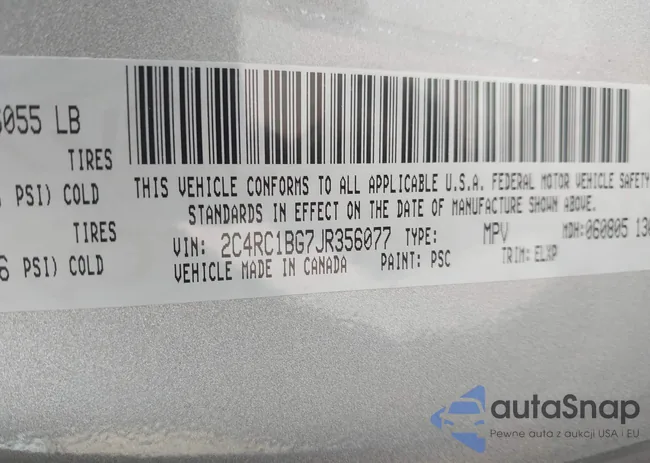 6055 LB
TIRES
PSI) COLD
PSI) COLD
THIS VEHICLE CONFORMS TO ALL APPLICABLE U.S.A. FEDERAL MOTOR VEHICLE SAFETY
STANDARDS IN EFFECT ON THE DATE OF MANUFACTURE SHOWN ABOVE.
VIN: 2C4RC1BG7JR356077 TYPE: MPV MDH:060805 13
VEHICLE MADE IN CANADA PAINT: PSC TRIM: ELXP
autaSnap
Pewne auta z aukcji USA i EU